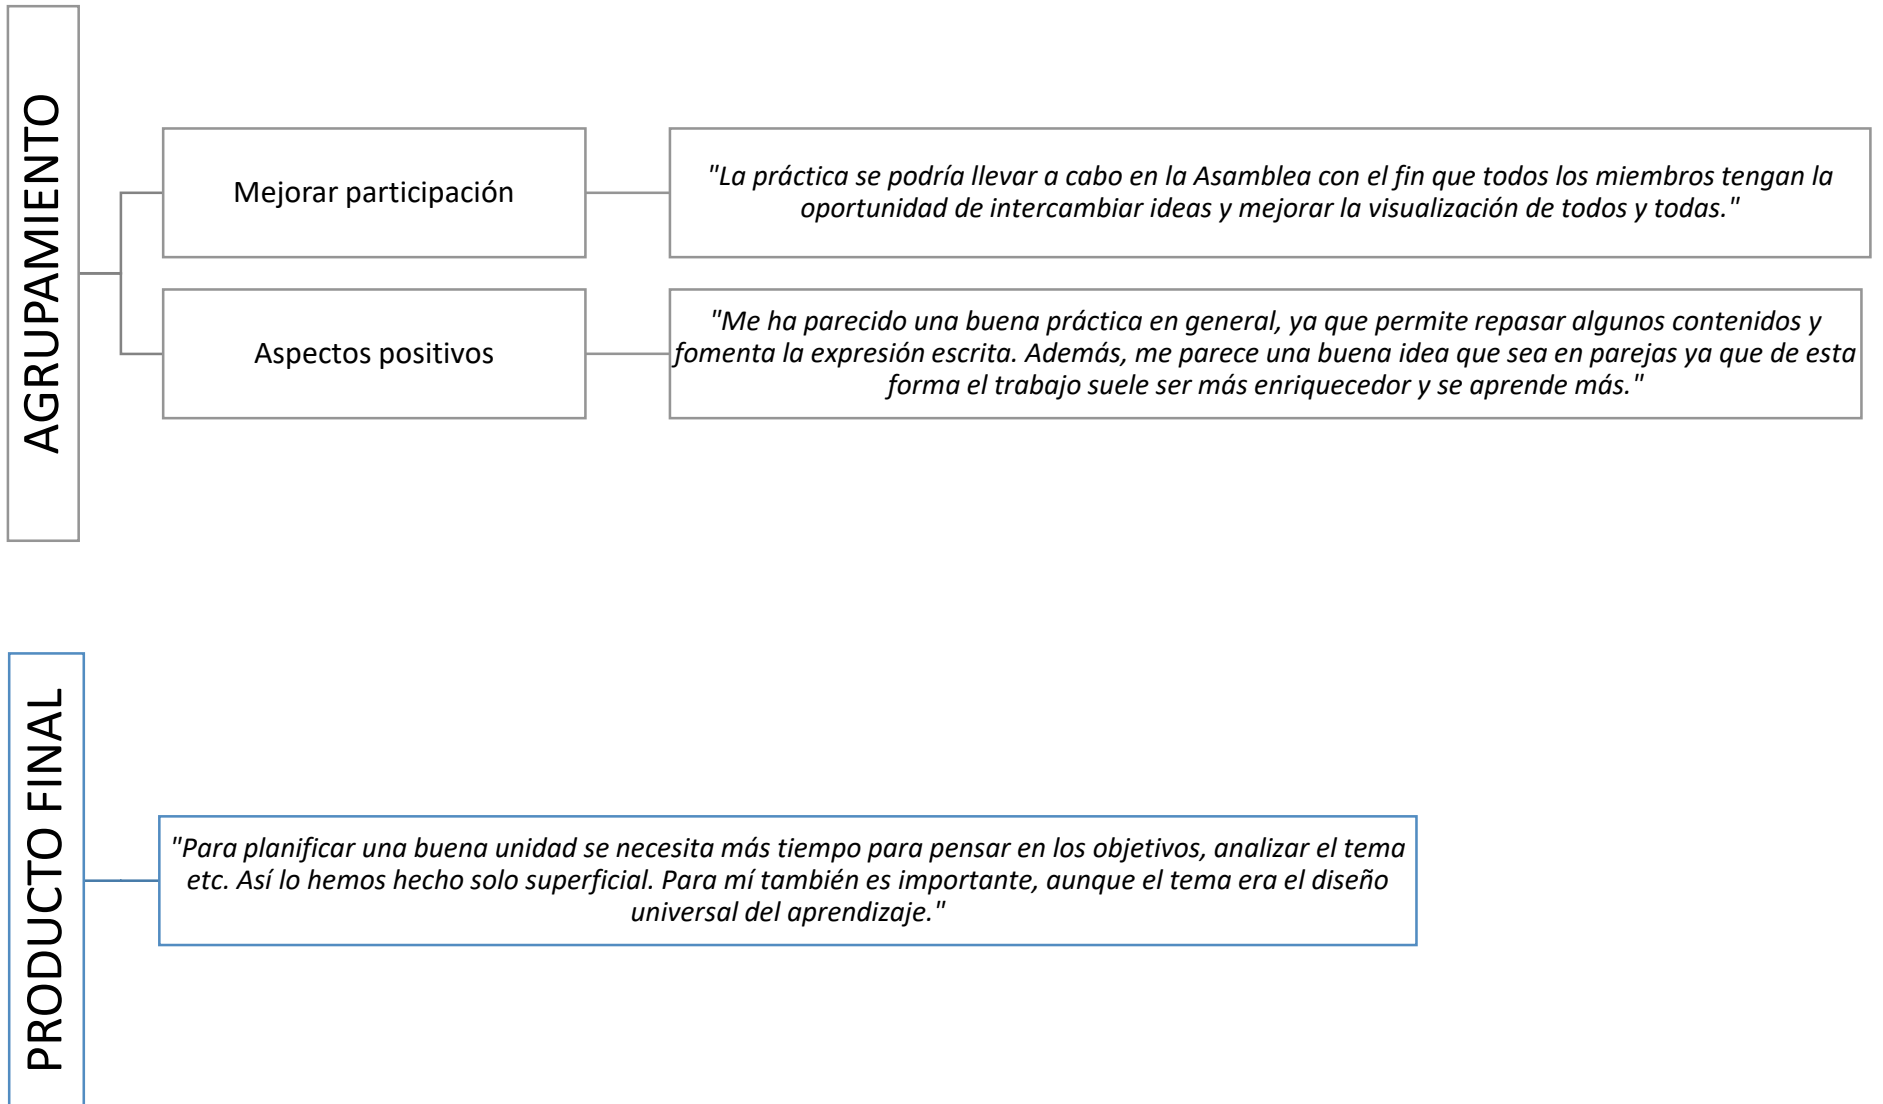 AGRUPAMIENTO
Mejorar participación
"La práctica se podría llevar a cabo en la Asamblea con el fin que todos los miembros tengan la
oportunidad de intercambiar ideas y mejorar la visualización de todos y todas."
Aspectos positivos
"Me ha parecido una buena práctica en general, ya que permite repasar algunos contenidos y
fomenta la expresión escrita. Además, me parece una buena idea que sea en parejas ya que de esta
forma el trabajo suele ser más enriquecedor y se aprende más."
PRODUCTO FINAL
"Para planificar una buena unidad se necesita más tiempo para pensar en los objetivos, analizar el tema
etc. Así lo hemos hecho solo superficial. Para mí también es importante, aunque el tema era el diseño
universal del aprendizaje."